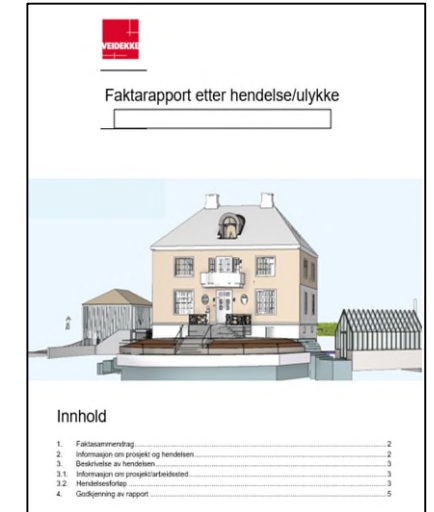 VEIDEKKE
Faktarapport etter hendelse/ulykke
Innhold
1. Faktasammendrag 2
2. Informasjon om prosjekt og hendelsen 2
3. Beskrivelse av hendelsen 3
3.1. Informasjon om prosjekt/arbeidssted 3
3.2. Hendelsesforløp 3
4. Godkjenning av rapport 5